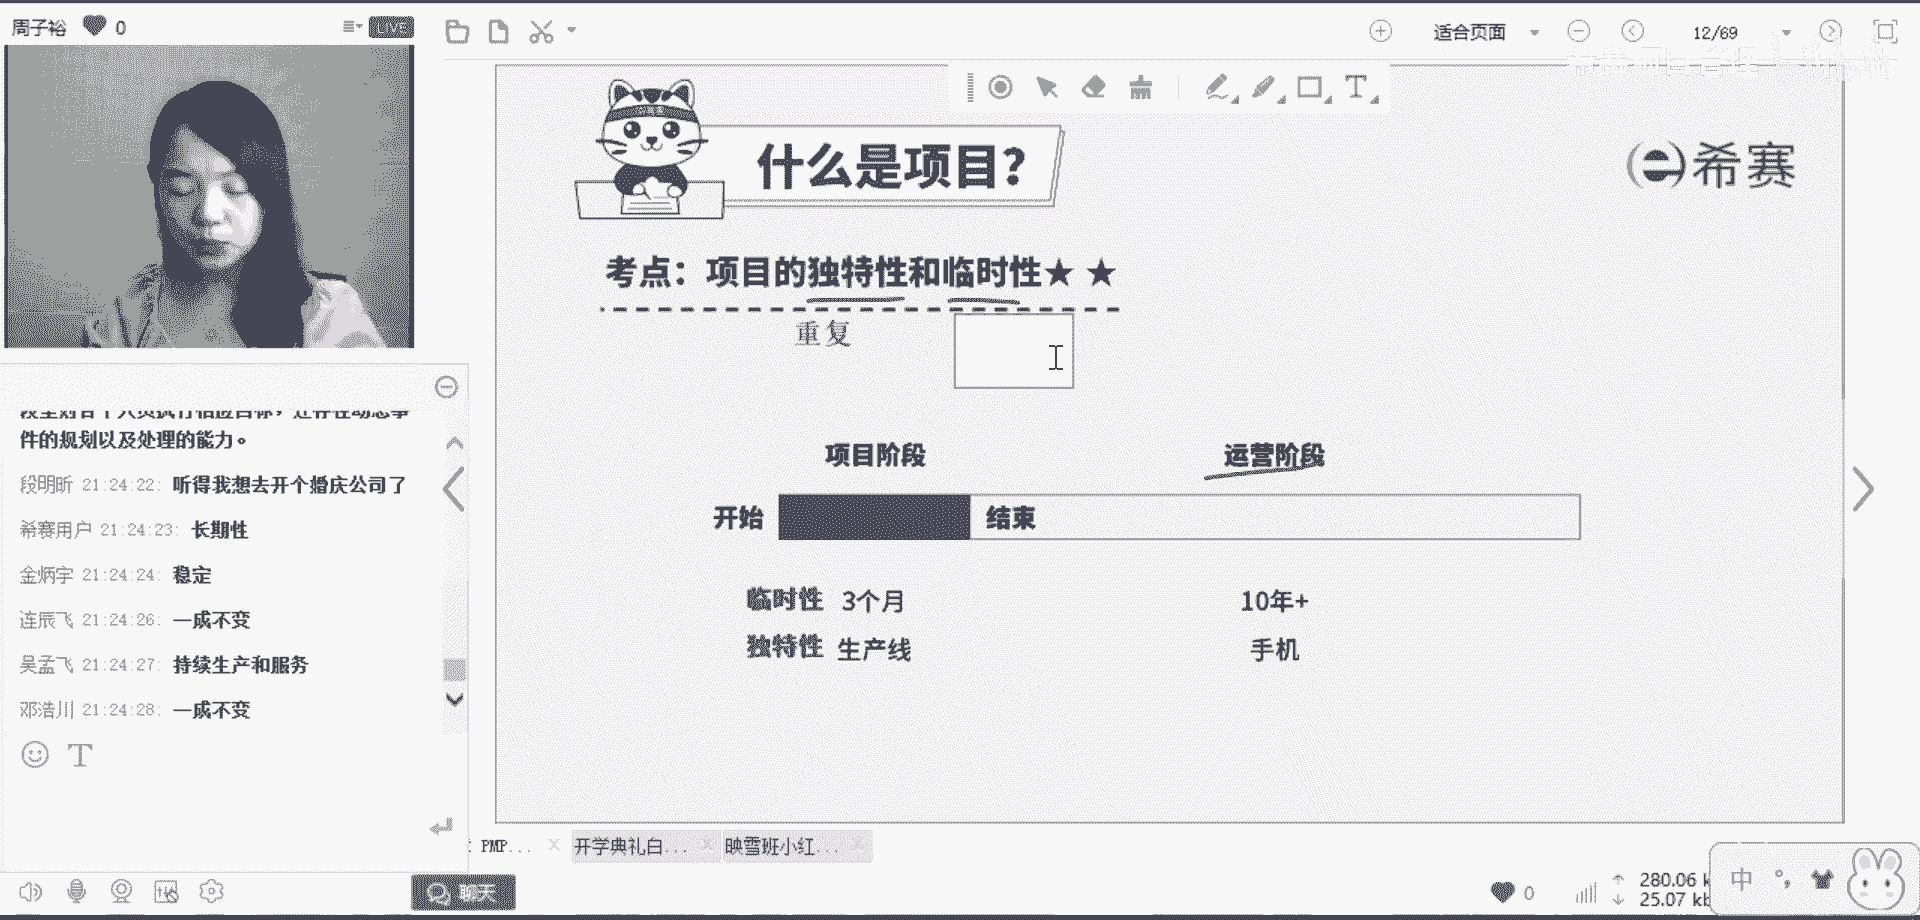 周子裕 0 LIVE
适合页面 12/69
什么是项目？
希赛
考点：项目的独特性和临时性★★
重复
项目阶段 运营阶段
开始 结束
临时性 3个月 10年+
独特性 生产线 手机
件的规划以及处理的能力。
段明昕 21:24:22: 听得我想去开个婚庆公司了
希赛用户 21:24:23: 长期性
金炳宇 21:24:24: 稳定
连辰飞 21:24:26: 一成不变
吴孟飞 21:24:27: 持续生产和服务
邓浩川 21:24:28: 一成不变
PMP... 开学典礼白... 映雪班小红...
聊天
0
280.06 k
25.07 kb
中